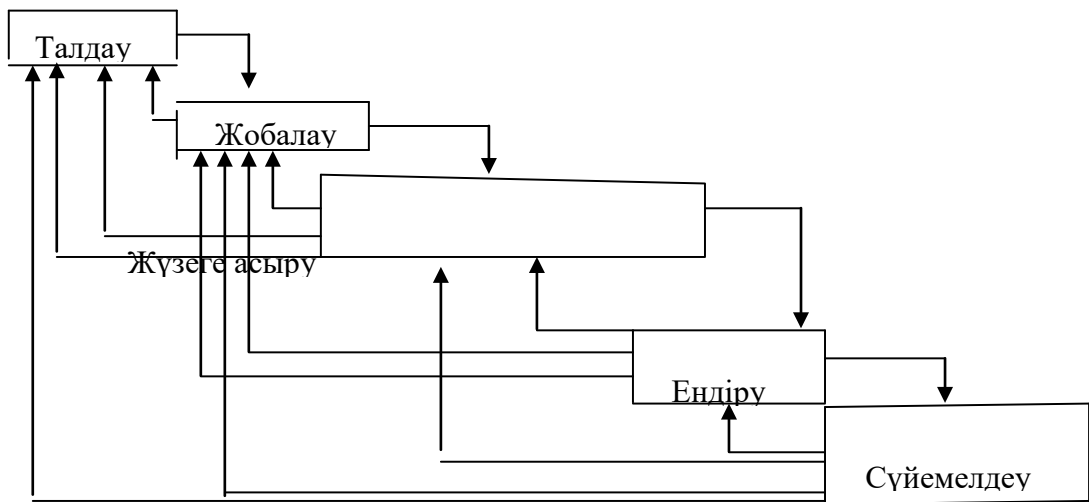 Талдау
Жобалау
Жүзеге асыру
Ендіру
Сүйемелдеу